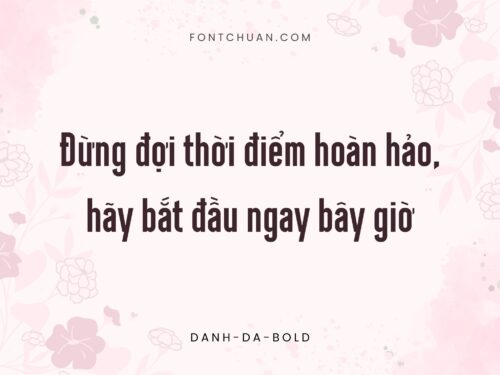 FONTCHUAN.COM
Đừng đợi thời điểm hoàn hảo,
hãy bắt đầu ngay bây giờ
DANH-DA-BOLD